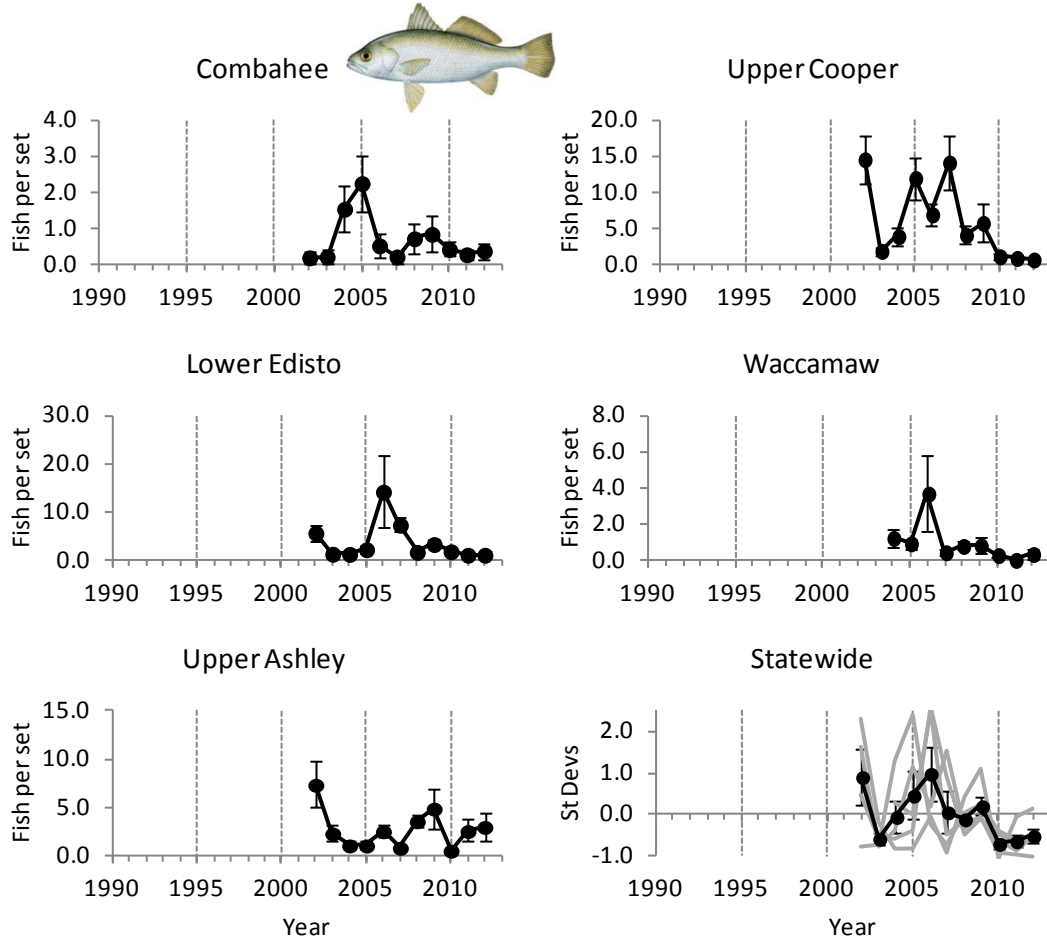 Combahee
Upper Cooper
Fish per set
4.0
3.0
2.0
1.0
0.0
1990 1995 2000 2005 2010
Fish per set
20.0
15.0
10.0
5.0
0.0
1990 1995 2000 2005 2010
Lower Edisto
Waccamaw
Fish per set
30.0
20.0
10.0
0.0
1990 1995 2000 2005 2010
Fish per set
8.0
6.0
4.0
2.0
0.0
1990 1995 2000 2005 2010
Upper Ashley
Statewide
Fish per set
15.0
10.0
5.0
0.0
1990 1995 2000 2005 2010
Year
St Devs
2.0
1.0
0.0
-1.0
1990 1995 2000 2005 2010
Year